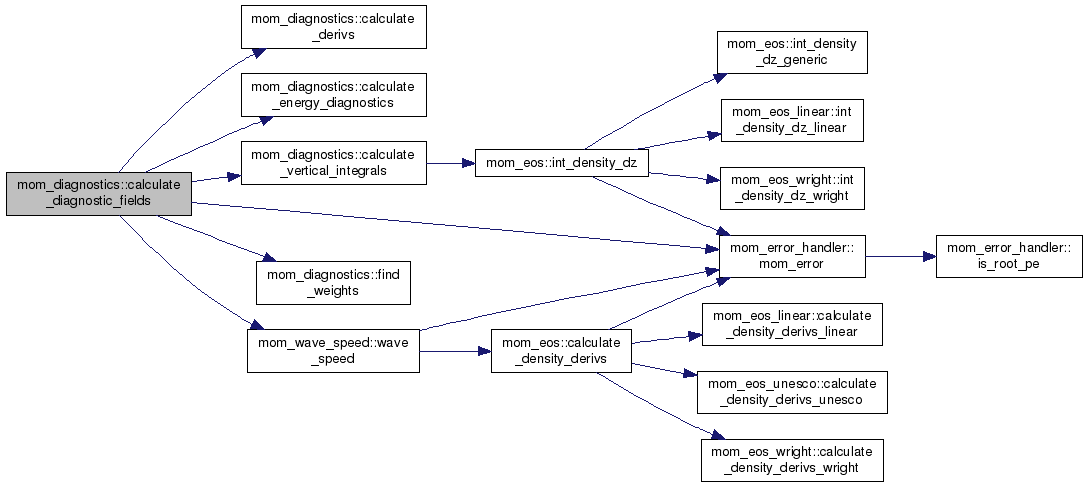 mom_diagnostics::calculate
_diagnostic_fields
mom_diagnostics::calculate
_derivs
mom_diagnostics::calculate
_energy_diagnostics
mom_diagnostics::calculate
_vertical_integrals
mom_diagnostics::find
_weights
mom_wave_speed::wave
_speed
mom_eos::int_density_dz
mom_eos::calculate
_density_derivs
mom_eos::int_density
_dz_generic
mom_eos_linear::int
_density_dz_linear
mom_eos_wright::int
_density_dz_wright
mom_error_handler::
mom_error
mom_eos_linear::calculate
_density_derivs_linear
mom_eos_unesco::calculate
_density_derivs_unesco
mom_eos_wright::calculate
_density_derivs_wright
mom_error_handler::
is_root_pe